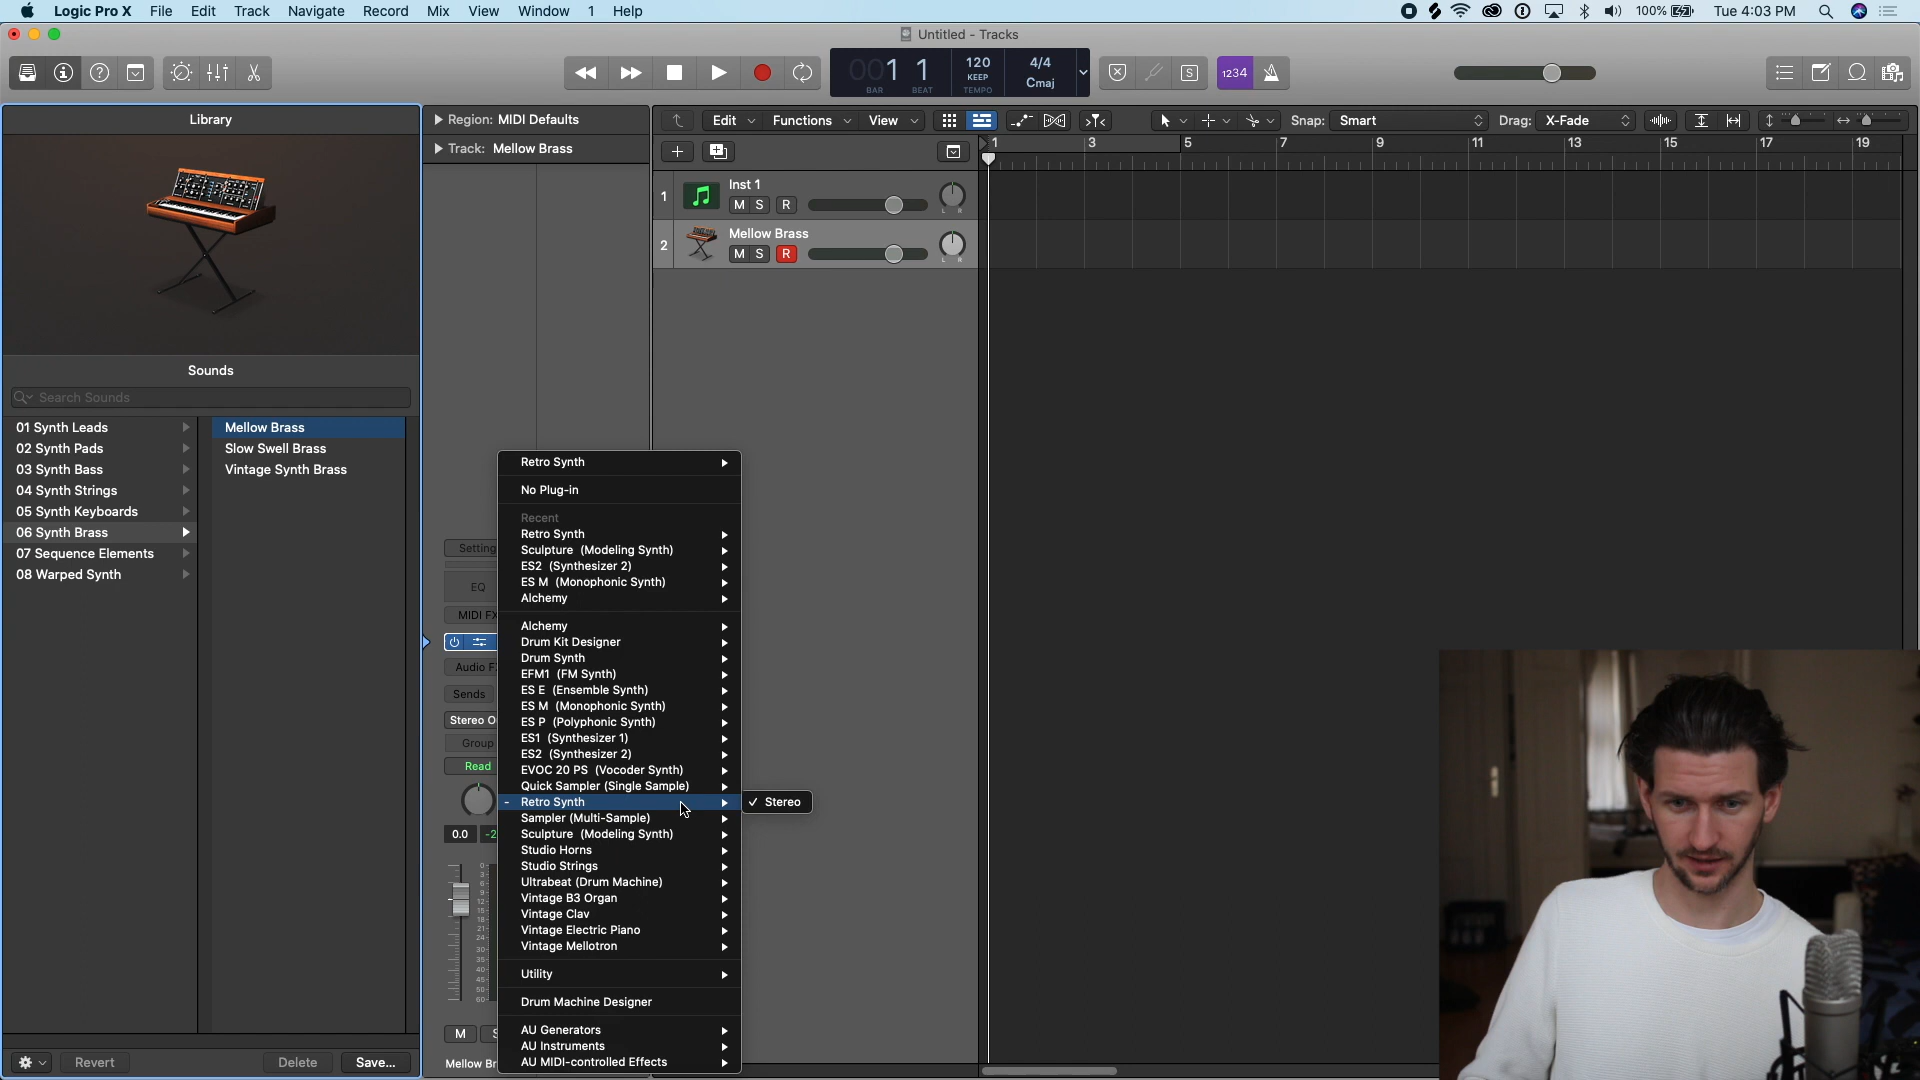 Logic Pro X File Edit Track Navigate Record Mix View Window 1 Help
100% Tue 4:03 PM
Untitled - Tracks
001 1 120 4/4
KEEP Cmaj
BAR BEAT TEMPO
S 1234
Library
Region: MIDI Defaults
Track: Mellow Brass
Edit Functions View Snap: Smart Drag: X-Fade
1 3 5 7 9 11 13 15 17 19
1 Inst 1
M S R L R
2 Mellow Brass
M S R L R
Sounds
Search Sounds
01 Synth Leads
02 Synth Pads
03 Synth Bass
04 Synth Strings
05 Synth Keyboards
06 Synth Brass
07 Sequence Elements
08 Warped Synth
Mellow Brass
Slow Swell Brass
Vintage Synth Brass
Setting
EQ
MIDI FX
Audio F
Sends
Stereo O
Group
Read
0.0 -2
M S
Mellow Br
Retro Synth
No Plug-in
Recent
Retro Synth
Sculpture (Modeling Synth)
ES2 (Synthesizer 2)
ES M (Monophonic Synth)
Alchemy
Alchemy
Drum Kit Designer
Drum Synth
EFM1 (FM Synth)
ES E (Ensemble Synth)
ES M (Monophonic Synth)
ES P (Polyphonic Synth)
ES1 (Synthesizer 1)
ES2 (Synthesizer 2)
EVOC 20 PS (Vocoder Synth)
Quick Sampler (Single Sample)
- Retro Synth
✓ Stereo
Sampler (Multi-Sample)
Sculpture (Modeling Synth)
Studio Horns
Studio Strings
Ultrabeat (Drum Machine)
Vintage B3 Organ
Vintage Clav
Vintage Electric Piano
Vintage Mellotron
Utility
Drum Machine Designer
AU Generators
AU Instruments
AU MIDI-controlled Effects
Revert Delete Save...